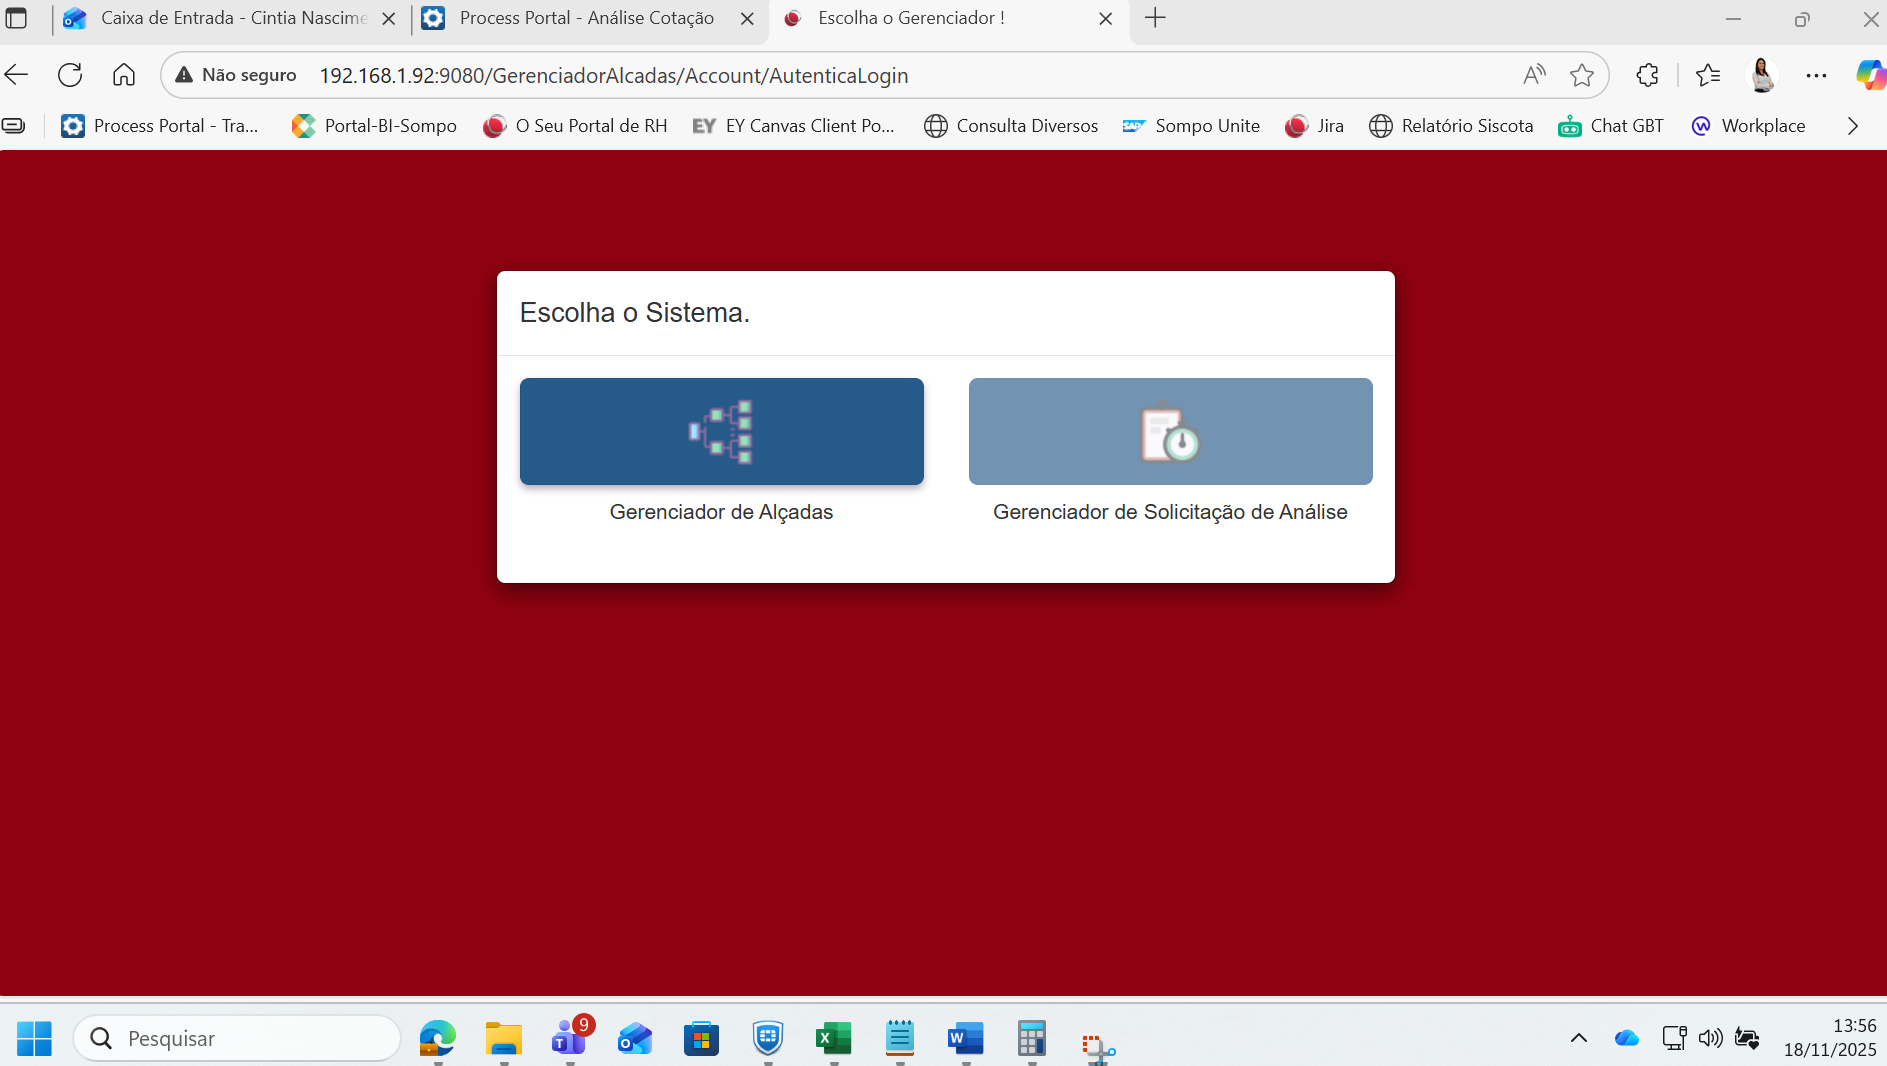 Caixa de Entrada - Cintia Nascime
Process Portal - Análise Cotação
Escolha o Gerenciador !
Não seguro
192.168.1.92:9080/GerenciadorAlcadas/Account/AutenticaLogin
Process Portal - Tra...
Portal-BI-Sompo
O Seu Portal de RH
EY EY Canvas Client Po...
Consulta Diversos
SAP Sompo Unite
Jira
Relatório Siscota
Chat GBT
Workplace
Escolha o Sistema.
Gerenciador de Alçadas
Gerenciador de Solicitação de Análise
Pesquisar
9
13:56
18/11/2025